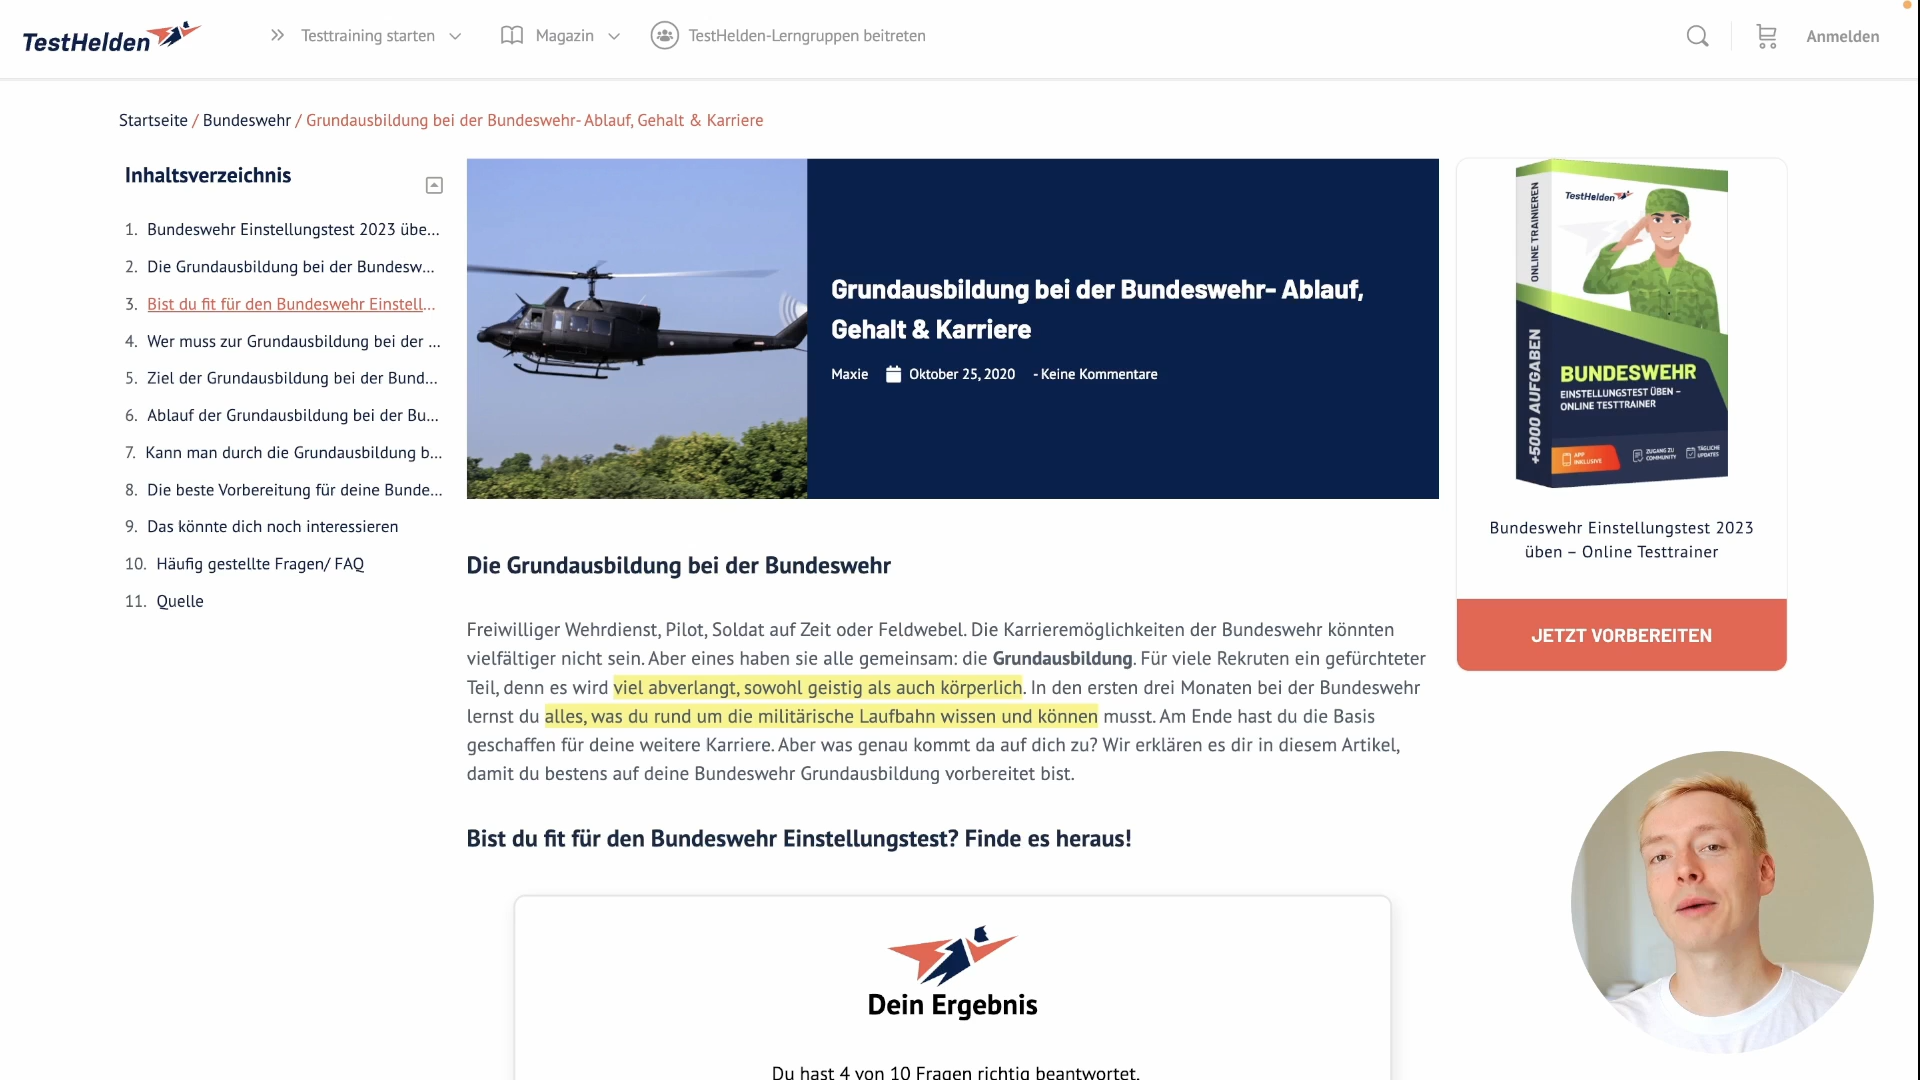 TestHelden
Testtraining starten
Magazin
TestHelden-Lerngruppen beitreten
Anmelden
Startseite / Bundeswehr / Grundausbildung bei der Bundeswehr- Ablauf, Gehalt & Karriere
Inhaltsverzeichnis
1. Bundeswehr Einstellungstest 2023 übe...
2. Die Grundausbildung bei der Bundesw...
3. Bist du fit für den Bundeswehr Einstell...
4. Wer muss zur Grundausbildung bei der ...
5. Ziel der Grundausbildung bei der Bund...
6. Ablauf der Grundausbildung bei der Bu...
7. Kann man durch die Grundausbildung b...
8. Die beste Vorbereitung für deine Bunde...
9. Das könnte dich noch interessieren
10. Häufig gestellte Fragen/ FAQ
11. Quelle
Grundausbildung bei der Bundeswehr- Ablauf,
Gehalt & Karriere
Maxie Oktober 25, 2020 - Keine Kommentare
Die Grundausbildung bei der Bundeswehr
Freiwilliger Wehrdienst, Pilot, Soldat auf Zeit oder Feldwebel. Die Karrieremöglichkeiten der Bundeswehr könnten
vielfältiger nicht sein. Aber eines haben sie alle gemeinsam: die Grundausbildung. Für viele Rekruten ein gefürchteter
Teil, denn es wird viel abverlangt, sowohl geistig als auch körperlich. In den ersten drei Monaten bei der Bundeswehr
lernst du alles, was du rund um die militärische Laufbahn wissen und können musst. Am Ende hast du die Basis
geschaffen für deine weitere Karriere. Aber was genau kommt da auf dich zu? Wir erklären es dir in diesem Artikel,
damit du bestens auf deine Bundeswehr Grundausbildung vorbereitet bist.
Bist du fit für den Bundeswehr Einstellungstest? Finde es heraus!
Dein Ergebnis
Du hast 4 von 10 Fragen richtig beantwortet.
TestHelden
ONLINE TRAINIEREN
+5000 AUFGABEN
BUNDESWEHR
EINSTELLUNGSTEST ÜBEN –
ONLINE TESTTRAINER
APP
INKLUSIVE
ZUGANG ZU
COMMUNITY
TÄGLICHE
UPDATES
Bundeswehr Einstellungstest 2023
üben – Online Testtrainer
JETZT VORBEREITEN